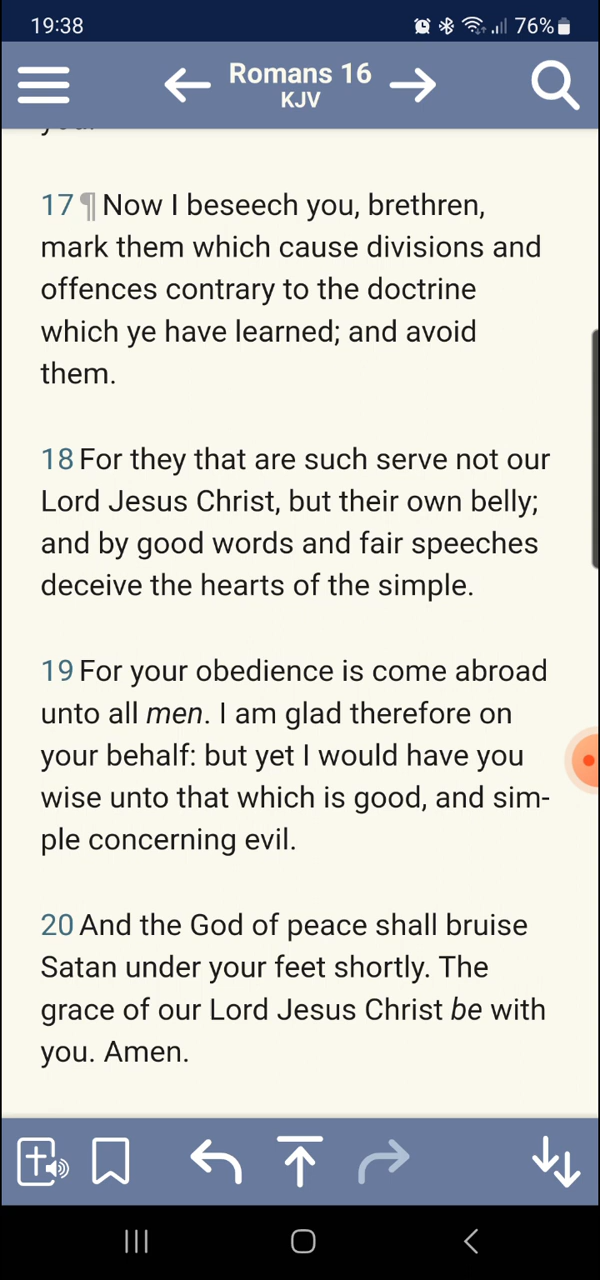 19:38
76%
Romans 16
KJV
17 ¶ Now I beseech you, brethren,
mark them which cause divisions and
offences contrary to the doctrine
which ye have learned; and avoid
them.
18 For they that are such serve not our
Lord Jesus Christ, but their own belly;
and by good words and fair speeches
deceive the hearts of the simple.
19 For your obedience is come abroad
unto all men. I am glad therefore on
your behalf: but yet I would have you
wise unto that which is good, and sim-
ple concerning evil.
20 And the God of peace shall bruise
Satan under your feet shortly. The
grace of our Lord Jesus Christ be with
you. Amen.